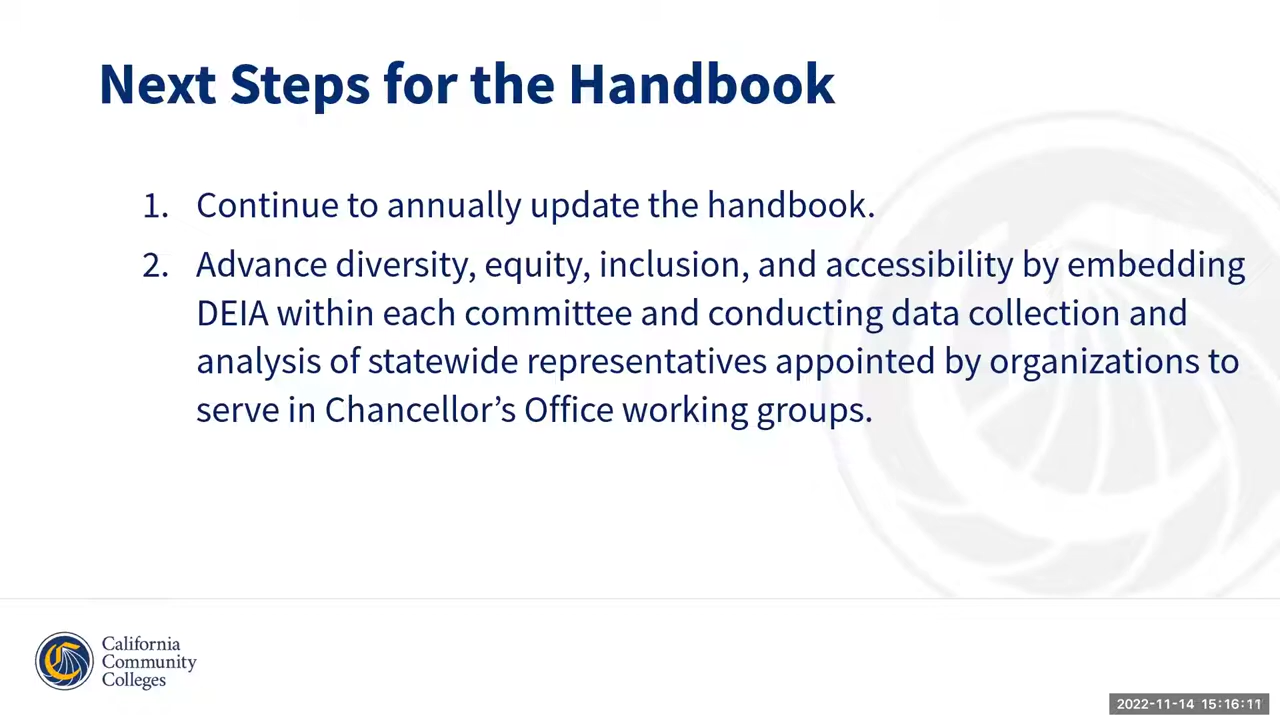 Next Steps for the Handbook
1. Continue to annually update the handbook.
2. Advance diversity, equity, inclusion, and accessibility by embedding
DEIA within each committee and conducting data collection and
analysis of statewide representatives appointed by organizations to
serve in Chancellor’s Office working groups.
California
Community
Colleges
2022-11-14 15:16:11